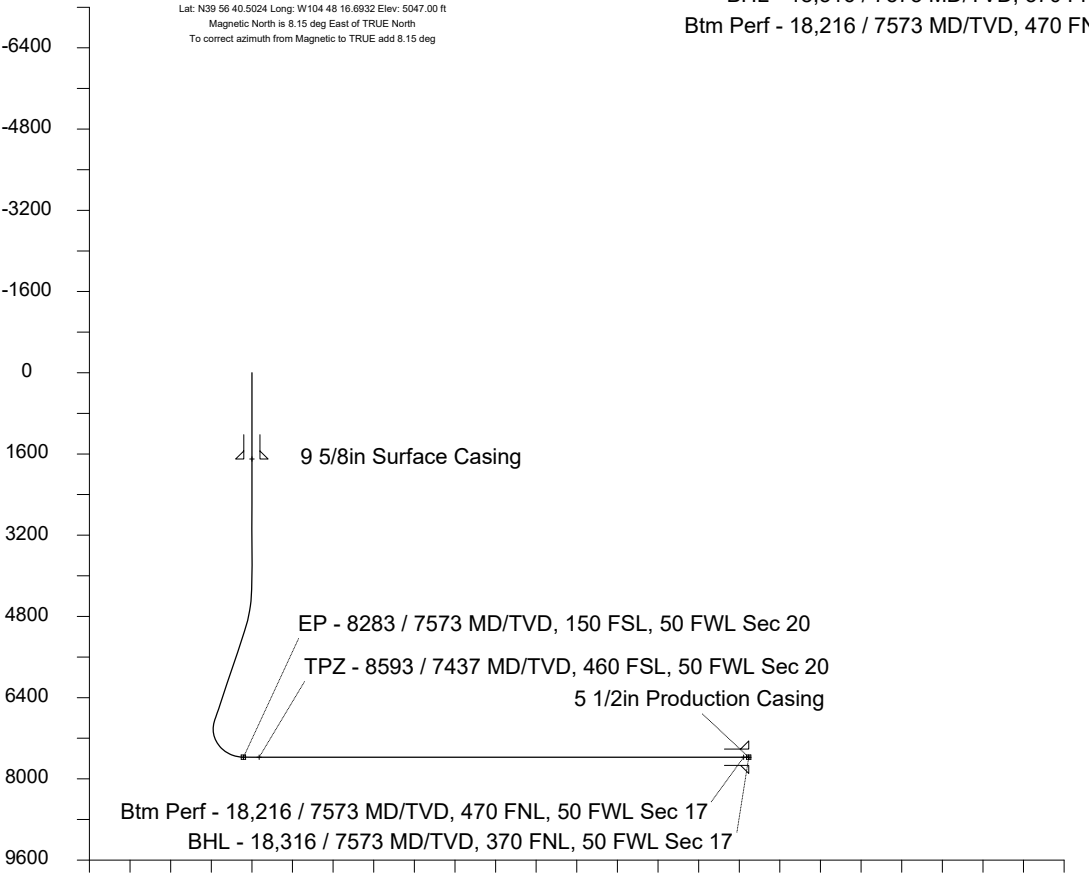 Lat: N39 56 40.5024 Long: W104 48 16.6932 Elev: 5047.00 ft
Magnetic North is 8.15 deg East of TRUE North
To correct azimuth from Magnetic to TRUE add 8.15 deg
Btm Perf - 18,216 / 7573 MD/TVD, 470 FN
-6400
-4800
-3200
-1600
0
1600
9 5/8in Surface Casing
3200
4800
EP - 8283 / 7573 MD/TVD, 150 FSL, 50 FWL Sec 20
TPZ - 8593 / 7437 MD/TVD, 460 FSL, 50 FWL Sec 20
6400
5 1/2in Production Casing
8000
Btm Perf - 18,216 / 7573 MD/TVD, 470 FNL, 50 FWL Sec 17
BHL - 18,316 / 7573 MD/TVD, 370 FNL, 50 FWL Sec 17
9600